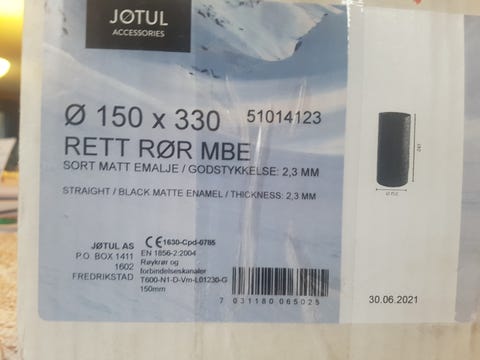 JØTUL
ACCESSORIES
Ø 150 x 330
51014123
RETT RØR MBE
SORT MATT EMALJE / GODSTYKKELSE: 2,3 MM
STRAIGHT / BLACK MATTE ENAMEL / THICKNESS: 2,3 MM
JØTUL AS
P.O. BOX 1411
1602
FREDRIKSTAD
CE 1630-Cpd-0785
EN 1856-2:2004
Røykrør og
forbindelseskanaler
T600-N1-D-Vm-L01230-G
150mm
7 031180 065025
30.06.2021